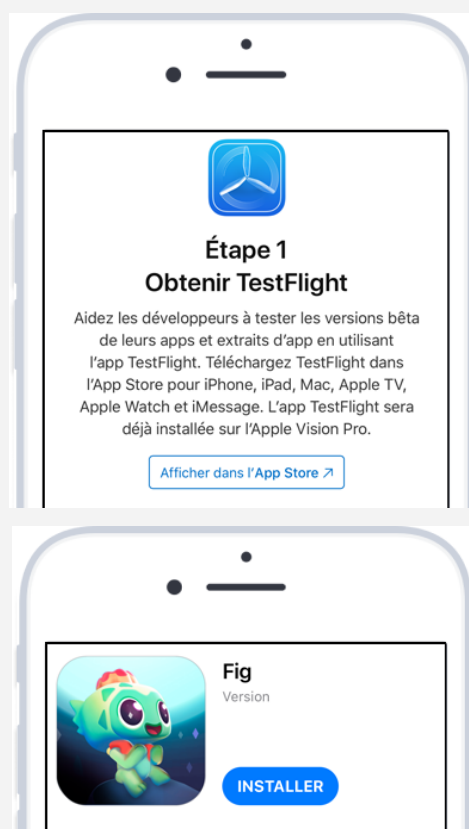 Étape 1
Obtenir TestFlight
Aidez les développeurs à tester les versions bêta
de leurs apps et extraits d’app en utilisant
l’app TestFlight. Téléchargez TestFlight dans
l’App Store pour iPhone, iPad, Mac, Apple TV,
Apple Watch et iMessage. L’app TestFlight sera
déjà installée sur l’Apple Vision Pro.
Afficher dans l’App Store ↗
Fig
Version
INSTALLER